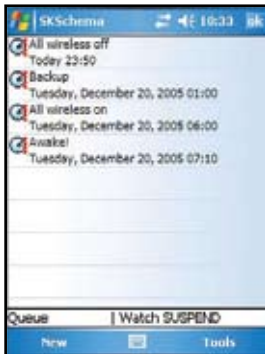 SKSchema 10:33 ok
All wireless off
Today 23:50
Backup
Tuesday, December 20, 2005 01:00
All wireless on
Tuesday, December 20, 2005 06:00
Awake!
Tuesday, December 20, 2005 07:10
Queue | Watch SUSPEND
New Tools